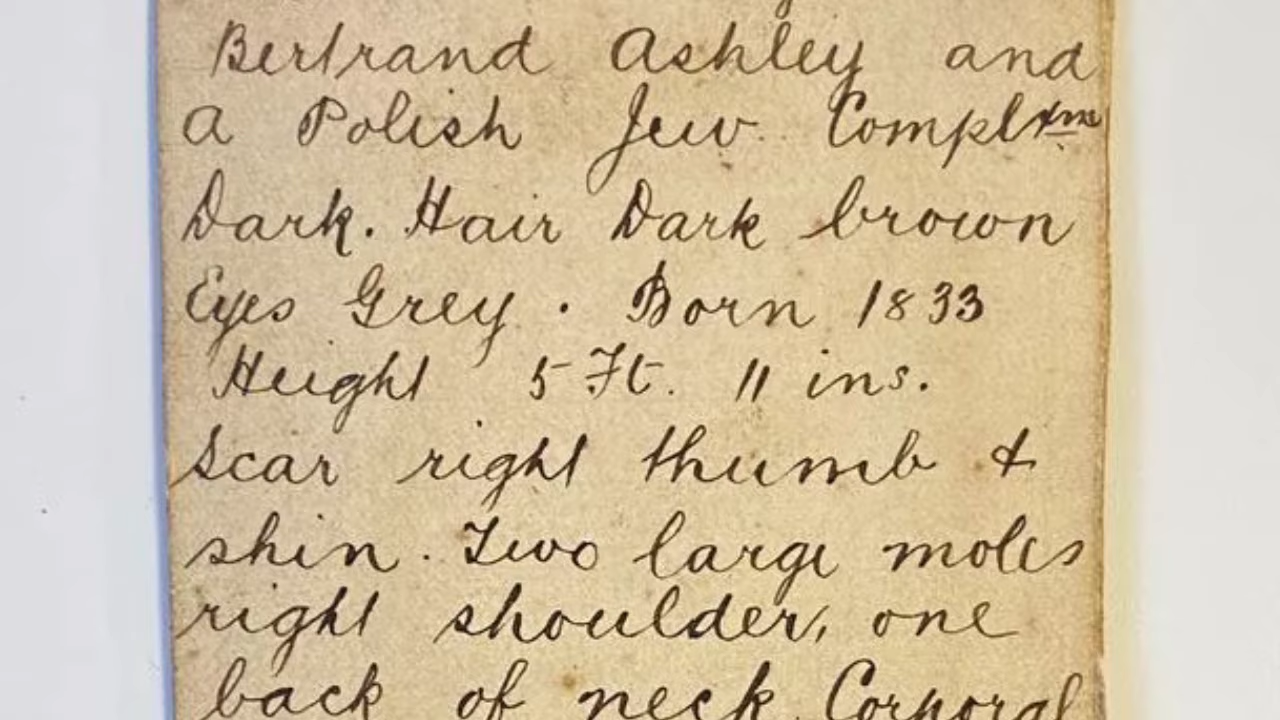 Bertrand Ashley and
a Polish Jew. Complxm
Dark. Hair Dark brown
Eyes Grey. Born 1833
Height 5 Ft. 11 ins.
Scar right thumb &
shin. Two large moles
right shoulder, one
back of neck. Corporal